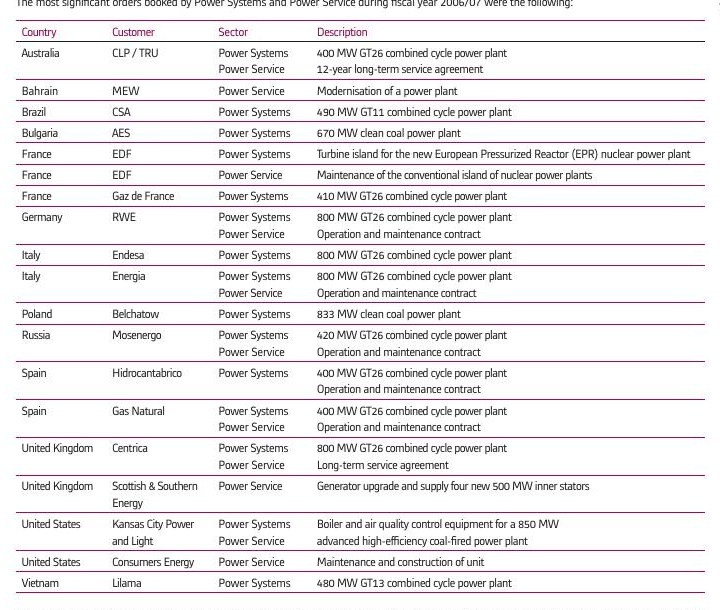 The most significant orders booked by Power Systems and Power Service during fiscal year 2006/07 were the following:
Country Customer Sector Description
Australia CLP / TRU Power Systems 400 MW GT26 combined cycle power plant
Power Service 12-year long-term service agreement
Bahrain MEW Power Service Modernisation of a power plant
Brazil CSA Power Systems 490 MW GT11 combined cycle power plant
Bulgaria AES Power Systems 670 MW clean coal power plant
France EDF Power Systems Turbine island for the new European Pressurized Reactor (EPR) nuclear power plant
France EDF Power Service Maintenance of the conventional island of nuclear power plants
France Gaz de France Power Systems 410 MW GT26 combined cycle power plant
Germany RWE Power Systems 800 MW GT26 combined cycle power plant
Power Service Operation and maintenance contract
Italy Endesa Power Systems 800 MW GT26 combined cycle power plant
Italy Energia Power Systems 800 MW GT26 combined cycle power plant
Power Service Operation and maintenance contract
Poland Belchatow Power Systems 833 MW clean coal power plant
Russia Mosenergo Power Systems 420 MW GT26 combined cycle power plant
Power Service Operation and maintenance contract
Spain Hidrocantabrico Power Systems 400 MW GT26 combined cycle power plant
Operation and maintenance contract
Spain Gas Natural Power Systems 400 MW GT26 combined cycle power plant
Power Service Operation and maintenance contract
United Kingdom Centrica Power Systems 800 MW GT26 combined cycle power plant
Power Service Long-term service agreement
United Kingdom Scottish & Southern Power Service Generator upgrade and supply four new 500 MW inner stators
Energy
United States Kansas City Power Power Systems Boiler and air quality control equipment for a 850 MW
and Light Power Service advanced high-efficiency coal-fired power plant
United States Consumers Energy Power Service Maintenance and construction of unit
Vietnam Lilama Power Systems 480 MW GT13 combined cycle power plant